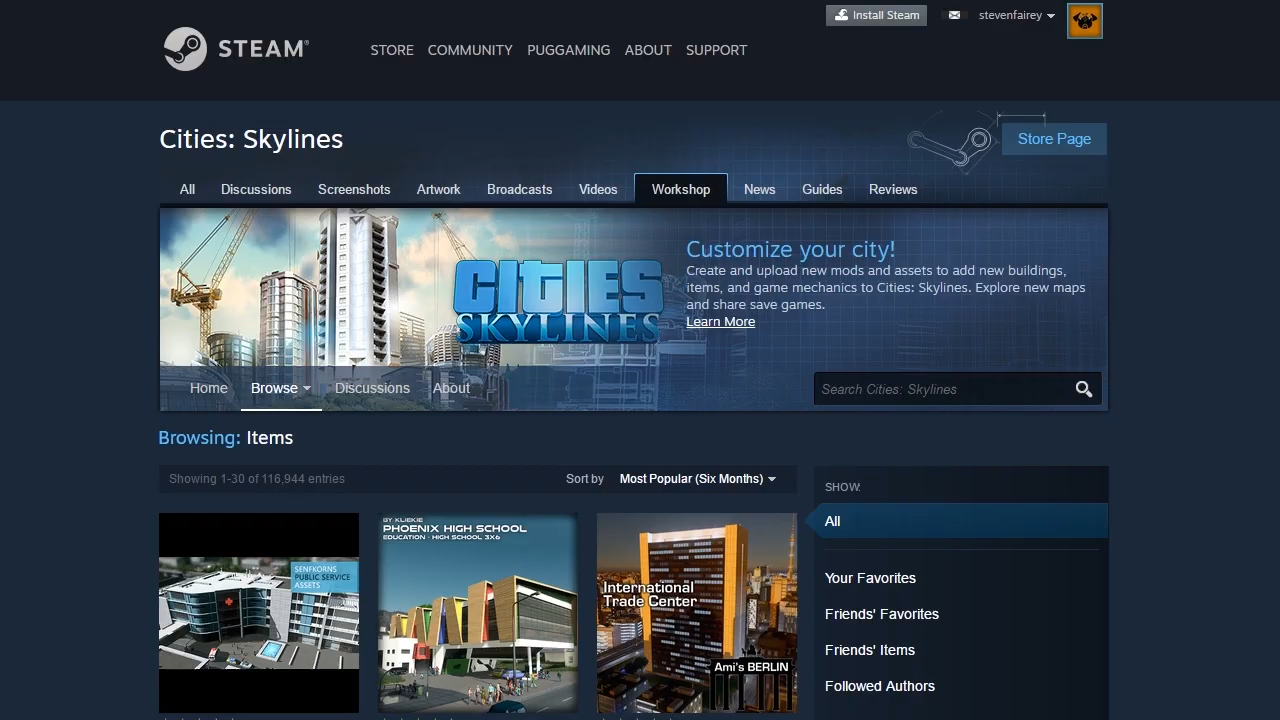 Install Steam
stevenfairey
STEAM®
STORE COMMUNITY PUGGAMING ABOUT SUPPORT
Cities: Skylines
Store Page
All Discussions Screenshots Artwork Broadcasts Videos Workshop News Guides Reviews
CITIES
SKYLINES
Customize your city!
Create and upload new mods and assets to add new buildings,
items, and game mechanics to Cities: Skylines. Explore new maps
and share save games.
Learn More
Home Browse Discussions About
Search Cities: Skylines
Browsing: Items
Showing 1-30 of 116,944 entries
Sort by Most Popular (Six Months)
SENFKORNS
PUBLIC SERVICE
ASSETS
BY KLIEKIE
PHOENIX HIGH SCHOOL
EDUCATION - HIGH SCHOOL 3X6
International
Trade Center
Ami's BERLIN
SHOW:
All
Your Favorites
Friends' Favorites
Friends' Items
Followed Authors